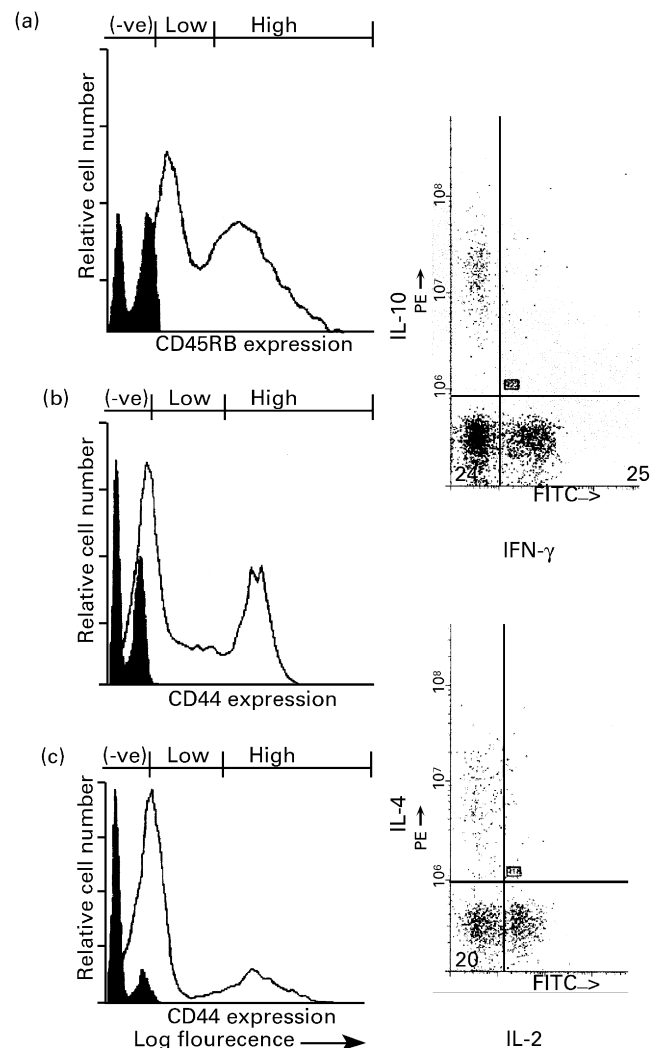 (a)
(-ve) Low High
Relative cell number
CD45RB expression
(b)
(-ve) Low High
Relative cell number
CD44 expression
(c)
(-ve) Low High
Relative cell number
CD44 expression
Log flourecence
10⁸
10⁷
10⁶
IL-10
PE
24
25
FITC-->
IFN-γ
10⁸
10⁷
10⁶
IL-4
PE
20
FITC-->
IL-2